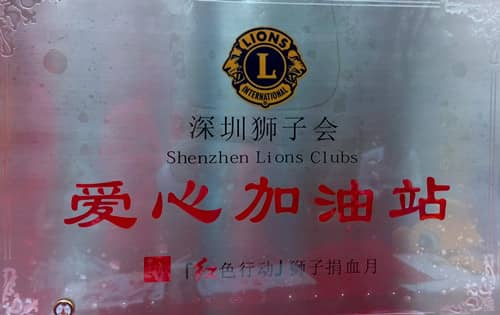 LIONS
L
INTERNATIONAL
深圳狮子会
Shenzhen Lions Clubs
爱心加油站
「红色行动」狮子捐血月